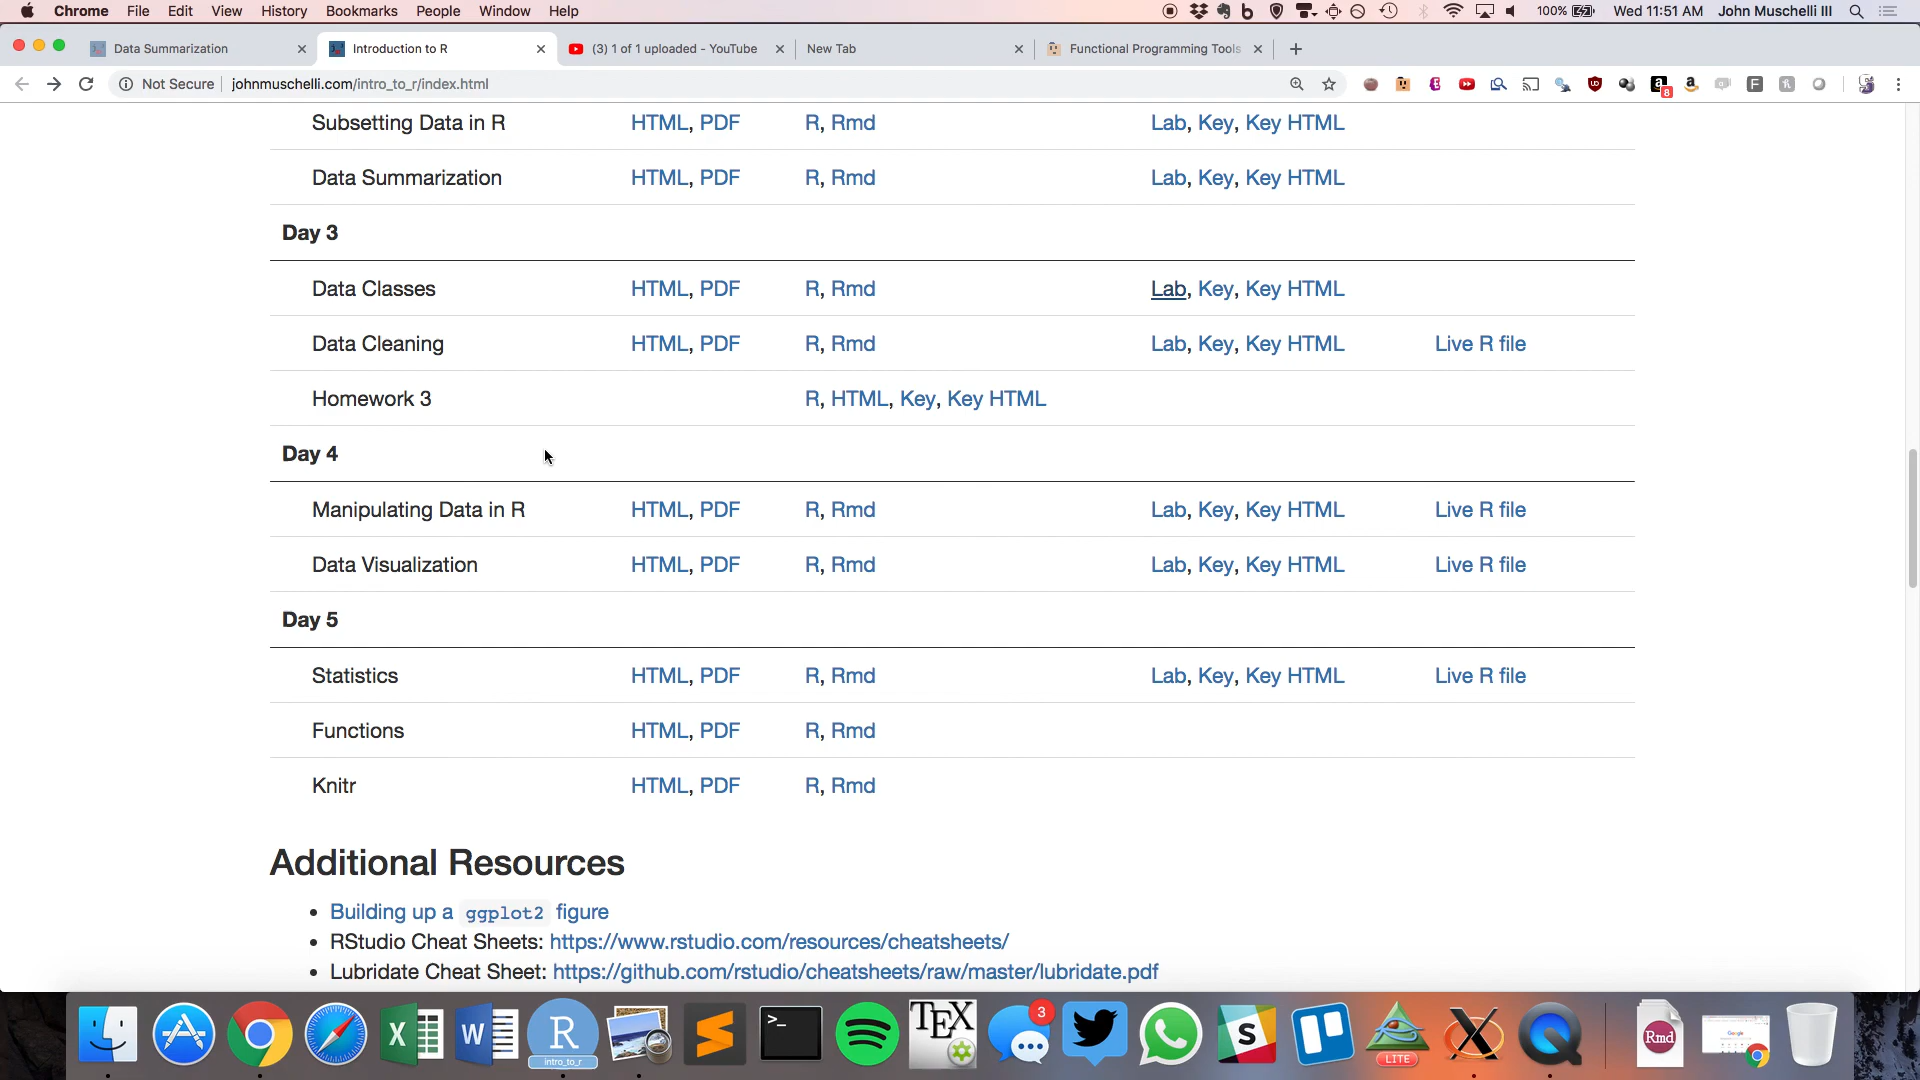 Chrome File Edit View History Bookmarks People Window Help 100% Wed 11:51 AM John Muschelli III
Data Summarization Introduction to R (3) 1 of 1 uploaded - YouTube New Tab Functional Programming Tools
Not Secure johnmuschelli.com/intro_to_r/index.html
Subsetting Data in R HTML, PDF R, Rmd Lab, Key, Key HTML
Data Summarization HTML, PDF R, Rmd Lab, Key, Key HTML
Day 3
Data Classes HTML, PDF R, Rmd Lab, Key, Key HTML
Data Cleaning HTML, PDF R, Rmd Lab, Key, Key HTML Live R file
Homework 3 R, HTML, Key, Key HTML
Day 4
Manipulating Data in R HTML, PDF R, Rmd Lab, Key, Key HTML Live R file
Data Visualization HTML, PDF R, Rmd Lab, Key, Key HTML Live R file
Day 5
Statistics HTML, PDF R, Rmd Lab, Key, Key HTML Live R file
Functions HTML, PDF R, Rmd
Knitr HTML, PDF R, Rmd
Additional Resources
Building up a ggplot2 figure
RStudio Cheat Sheets: https://www.rstudio.com/resources/cheatsheets/
Lubridate Cheat Sheet: https://github.com/rstudio/cheatsheets/raw/master/lubridate.pdf
TEX 3
Rmd
intro_to_r LITE